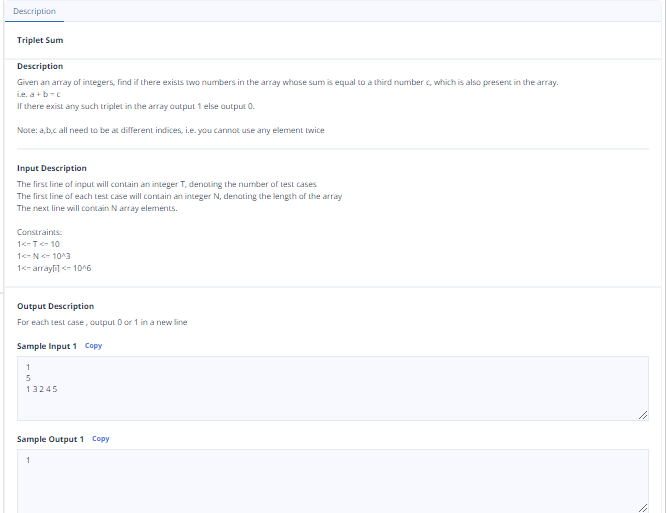 Description
Triplet Sum
Description
Given an array of integers, find if there exists two numbers in the array whose sum is equal to a third number c, which is also present in the array.
i.e. a + b = c
If there exist any such triplet in the array output 1 else output 0.
Note: a,b,c all need to be at different indices, i.e. you cannot use any element twice
Input Description
The first line of input will contain an integer T, denoting the number of test cases
The first line of each test case will contain an integer N, denoting the length of the array
The next line will contain N array elements.
Constraints:
1<= T <= 10
1<= N <= 10^3
1<= array[i] <= 10^6
Output Description
For each test case , output 0 or 1 in a new line
Sample Input 1 Copy
1
5
1 3 2 4 5
Sample Output 1 Copy
1